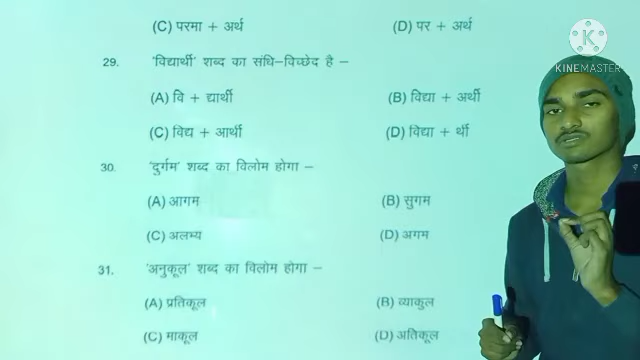 (C) परमा + अर्थ (D) पर + अर्थ
29. 'विद्यार्थी' शब्द का संधि-विच्छेद है –
(A) वि + द्यार्थी (B) विद्या + अर्थी
(C) विद्य + आर्थी (D) विद्या + र्थी
30. 'दुर्गम' शब्द का विलोम होगा –
(A) आगम (B) सुगम
(C) अलभ्य (D) अगम
31. 'अनुकूल' शब्द का विलोम होगा –
(A) प्रतिकूल (B) व्याकुल
(C) माकूल (D) अतिकूल
KINEMASTER